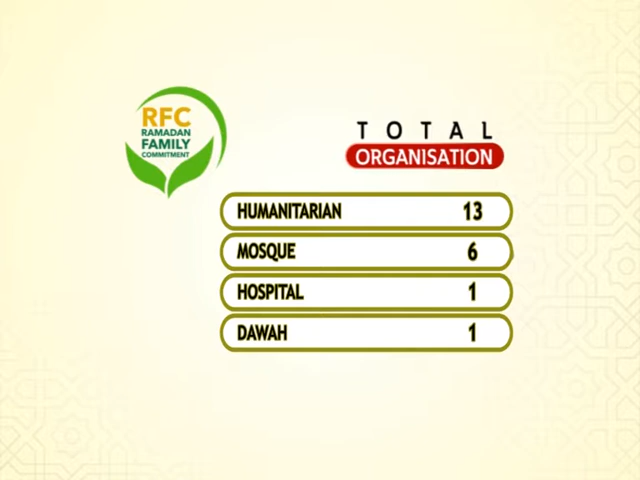 RFC
RAMADAN
FAMILY
COMMITMENT
TOTAL
ORGANISATION
HUMANITARIAN 13
MOSQUE 6
HOSPITAL 1
DAWAH 1